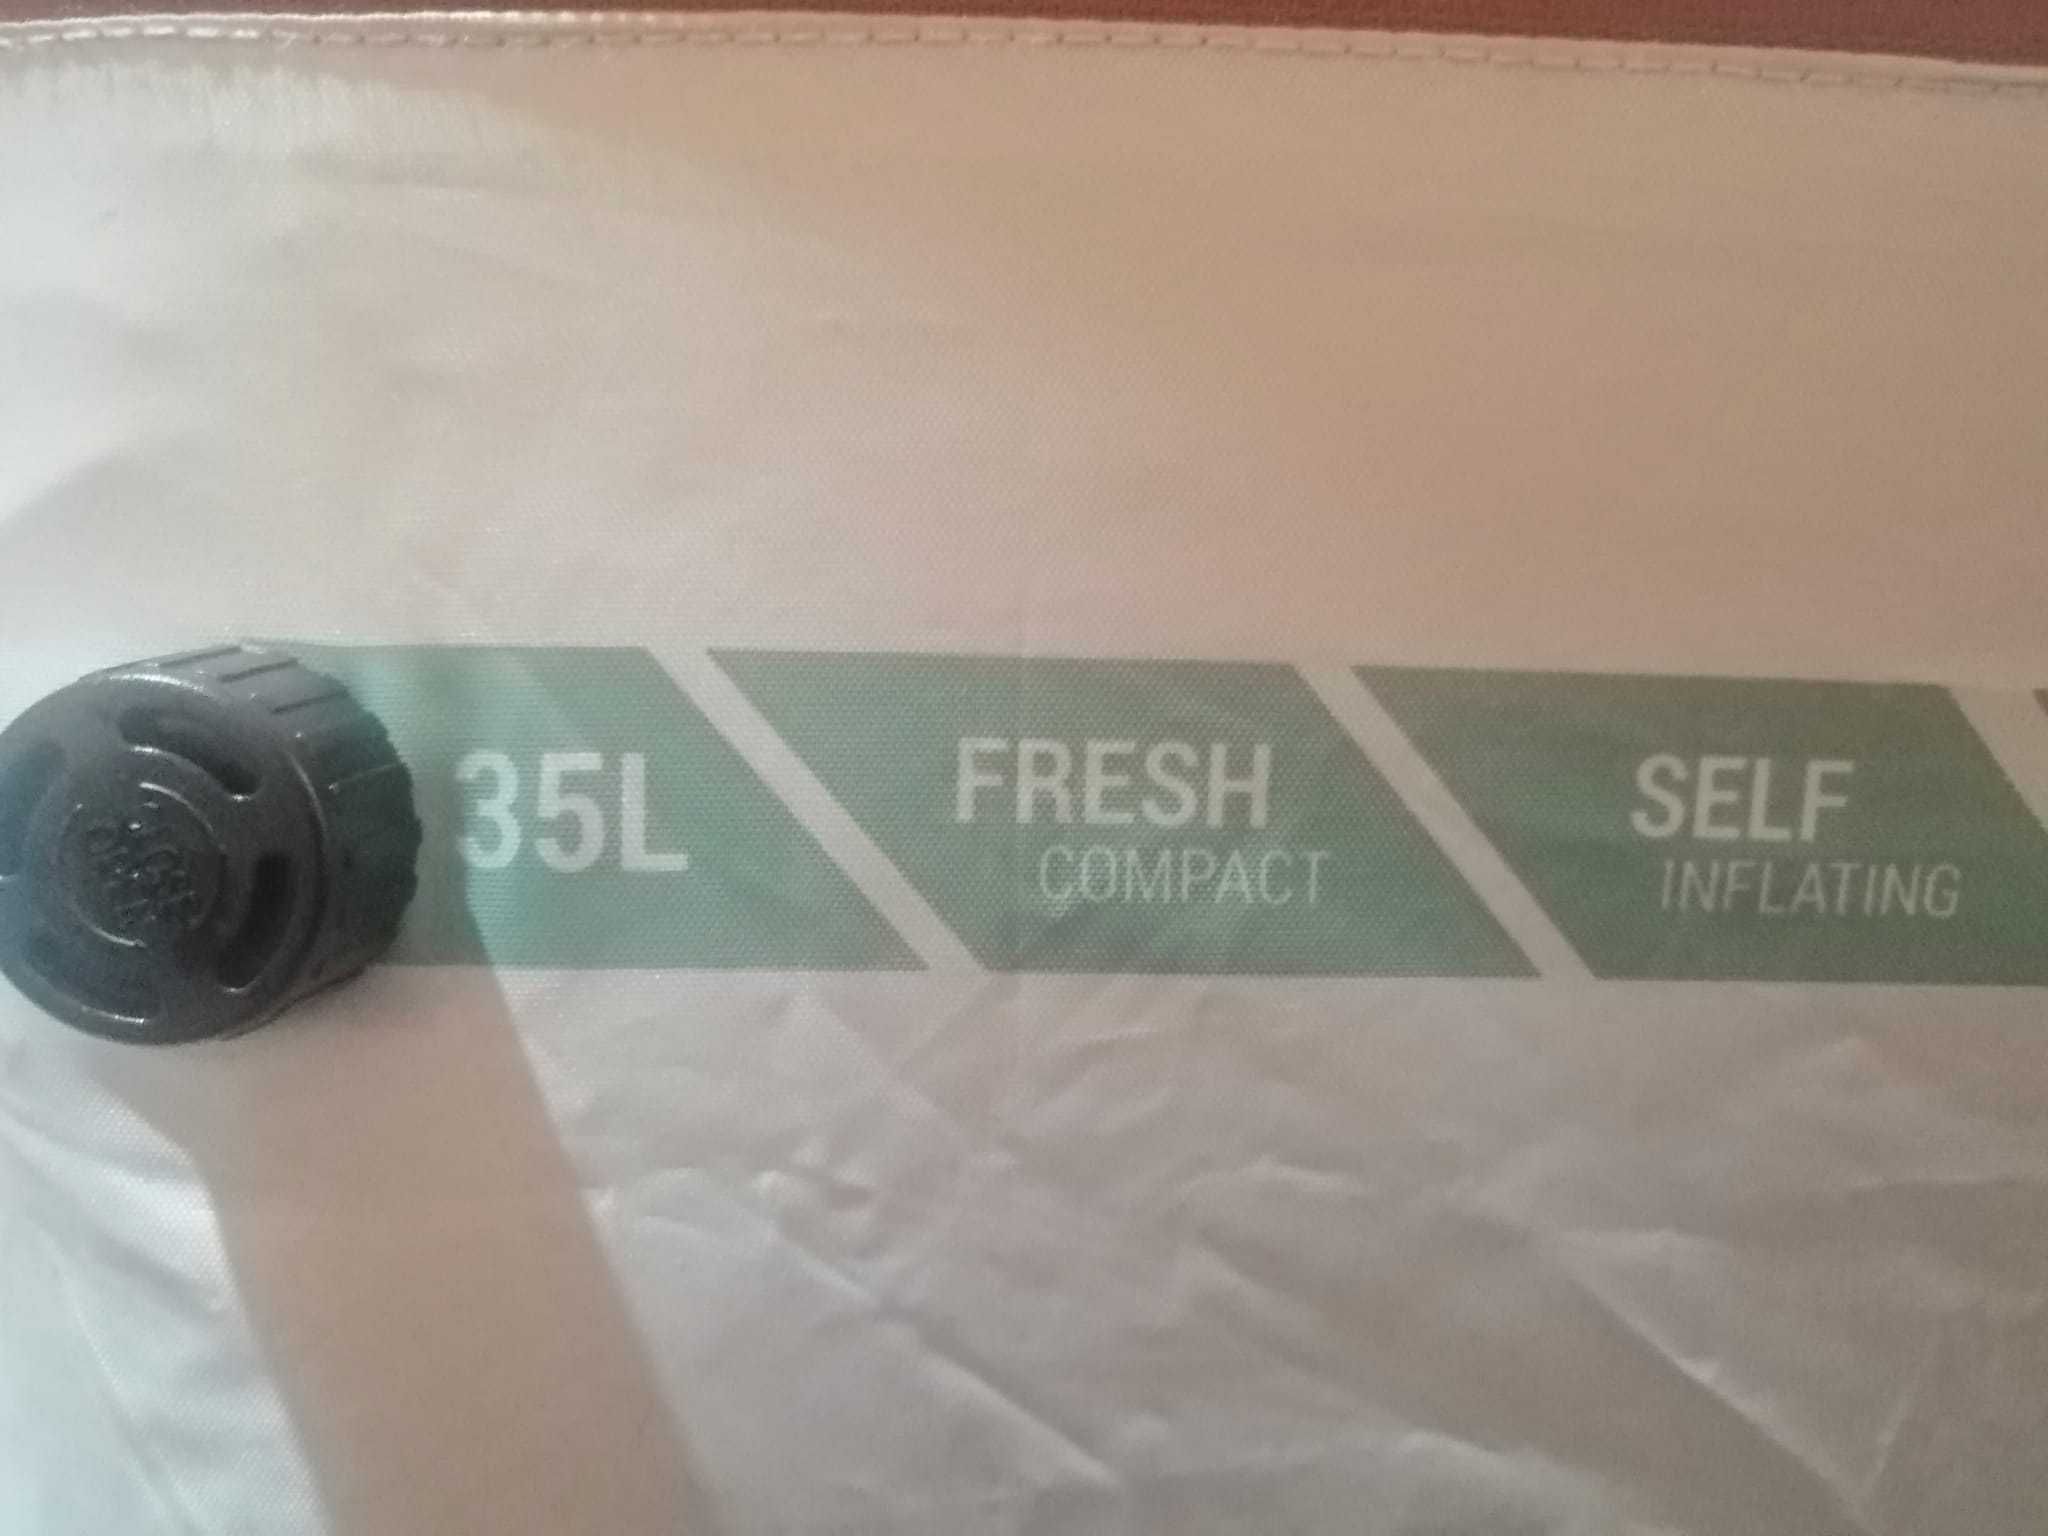 35L
FRESH
COMPACT
SELF
INFLATING